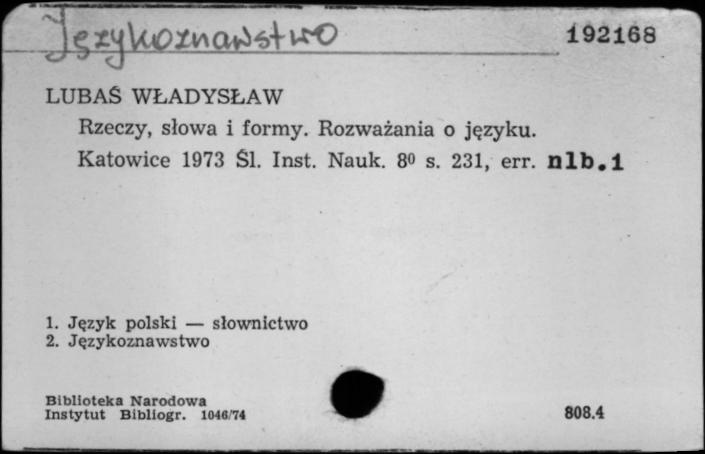 Językoznawstwo
192168
LUBAŚ WŁADYSŁAW
Rzeczy, słowa i formy. Rozważania o języku.
Katowice 1973 Śl. Inst. Nauk. 8⁰ s. 231, err. nlb.1
1. Język polski — słownictwo
2. Językoznawstwo
Biblioteka Narodowa
Instytut Bibliogr. 1046/74
808.4